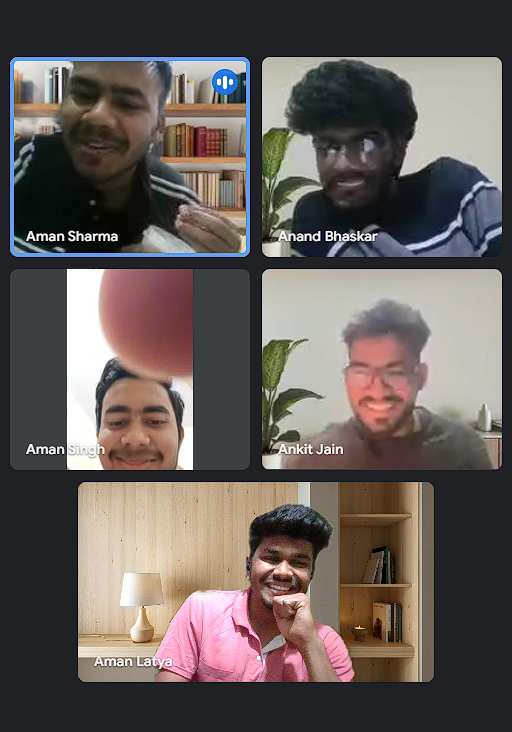 Aman Sharma
Anand Bhaskar
Aman Singh
Ankit Jain
Aman Latya